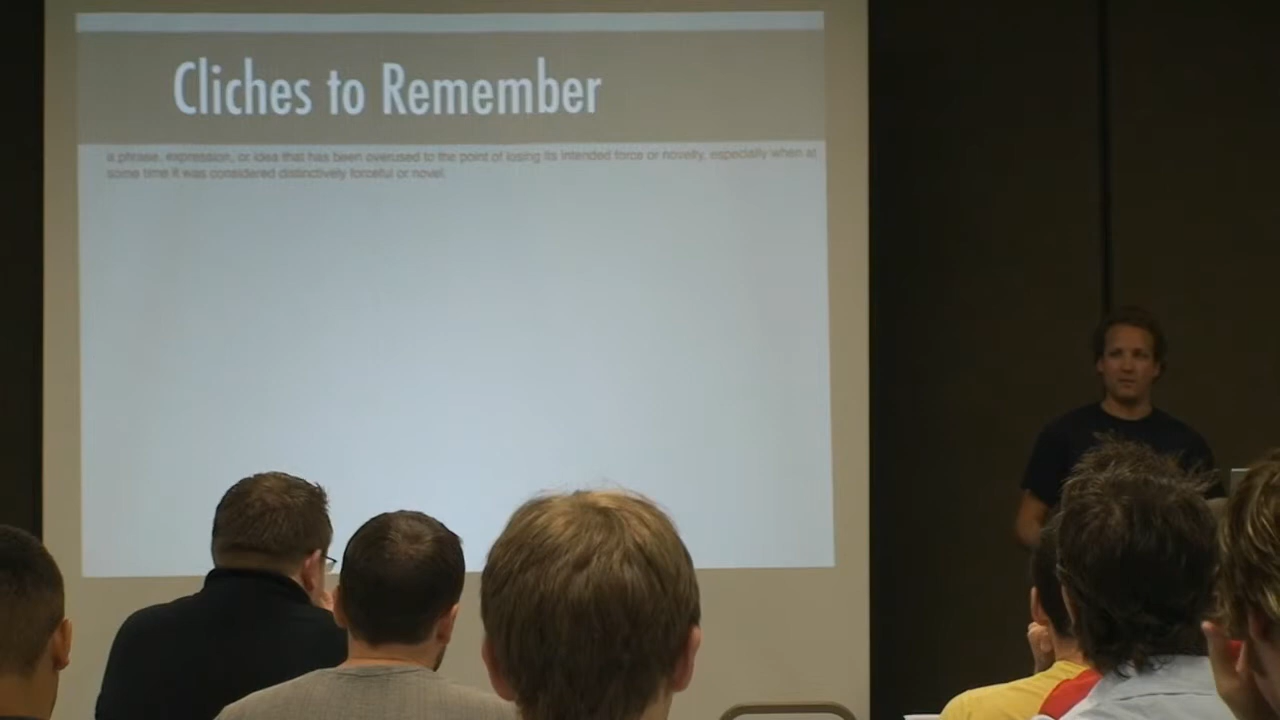 Cliches to Remember
is phrase, expression, or idea that has been overused to the point of losing its intended force or novelty, especially when at
some time it was considered distinctively forceful or novel.